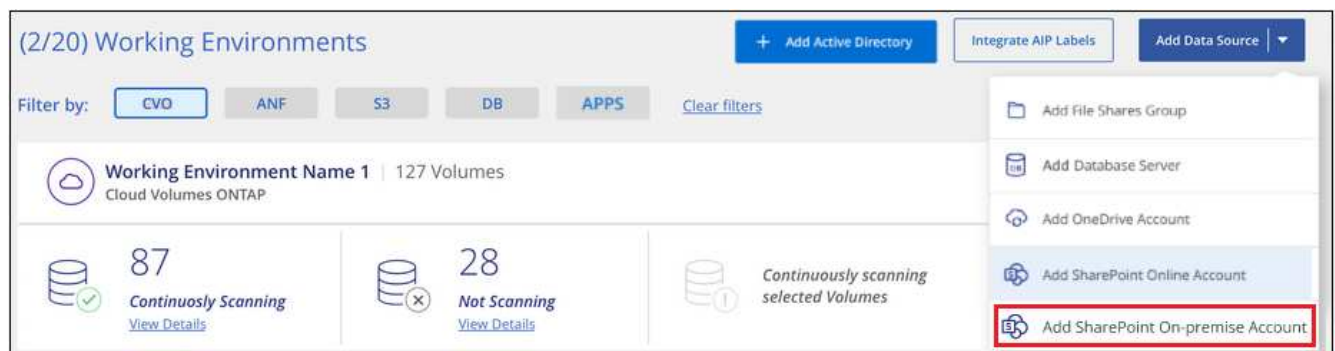 (2/20) Working Environments
+ Add Active Directory
Integrate AIP Labels
Add Data Source
Filter by:
CVO
ANF
S3
DB
APPS
Clear filters
Add File Shares Group
Working Environment Name 1 | 127 Volumes
Cloud Volumes ONTAP
Add Database Server
Add OneDrive Account
87
Continuosly Scanning
View Details
28
Not Scanning
View Details
Continuously scanning
selected Volumes
Add SharePoint Online Account
Add SharePoint On-premise Account